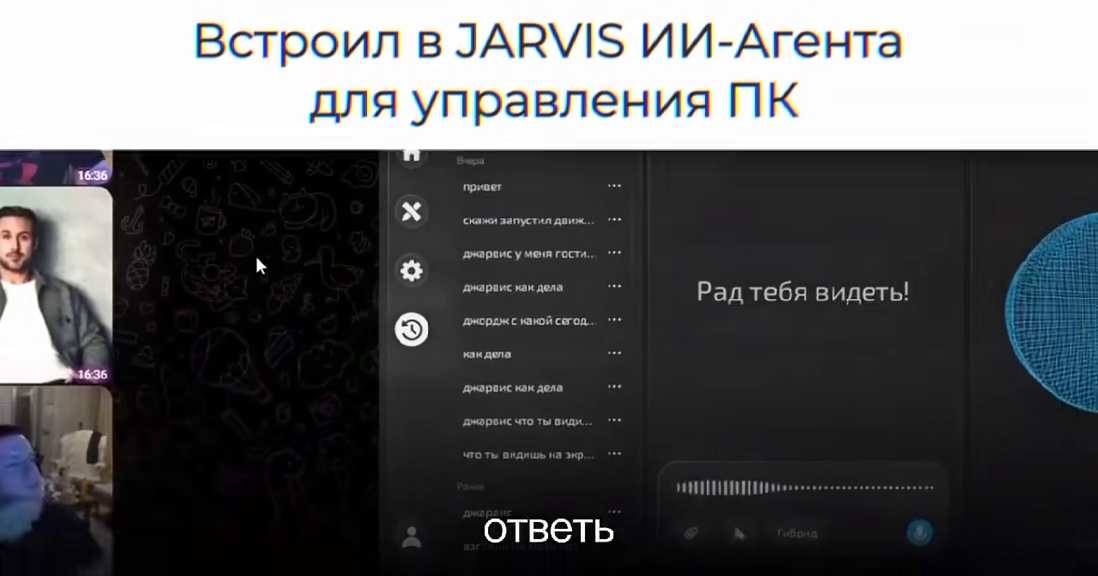 Встроил в JARVIS ИИ-Агента
для управления ПК
16:36
16:36
Вчера
привет
скажи запустил движ...
джарвис у меня гости...
джарвис как дела
джордж с какой сегод...
как дела
джарвис как дела
джарвис что ты види...
что ты видишь на экр...
Ранее
джарвис
Рад тебя видеть!
Гибрид
ответь